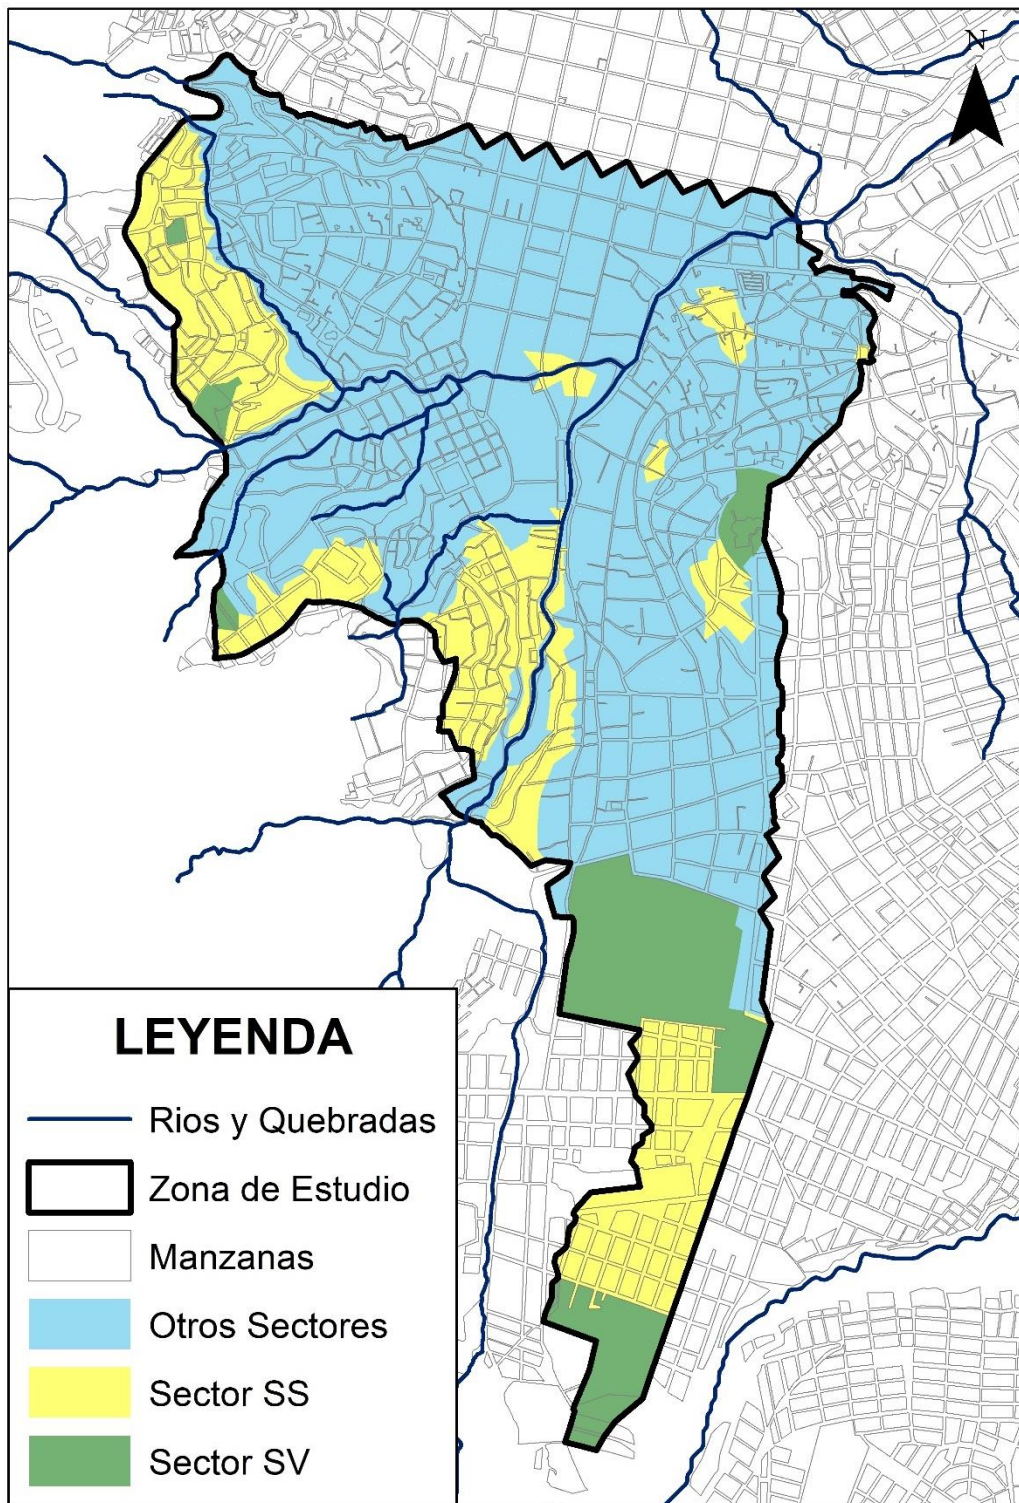 N
LEYENDA
Rios y Quebradas
Zona de Estudio
Manzanas
Otros Sectores
Sector SS
Sector SV